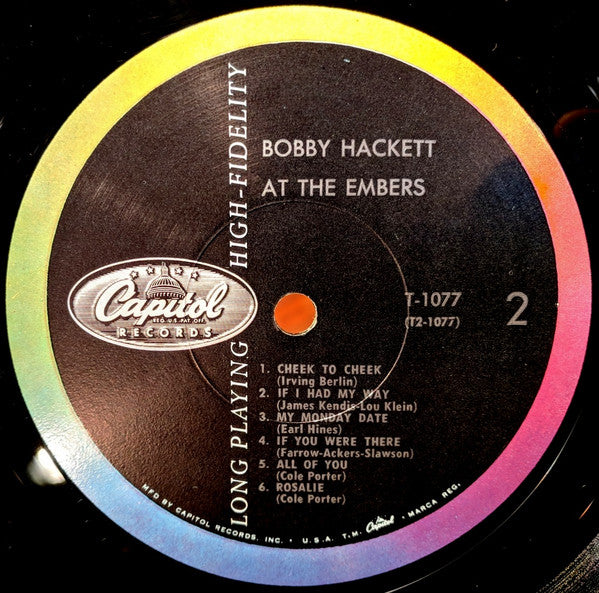 BOBBY HACKETT
AT THE EMBERS
LONG PLAYING HIGH-FIDELITY
Capitol
REG. U.S. PAT. OFF.
RECORDS
T-1077
(T2-1077)
2
1. CHEEK TO CHEEK
(Irving Berlin)
2. IF I HAD MY WAY
(James Kendis-Lou Klein)
3. MY MONDAY DATE
(Earl Hines)
4. IF YOU WERE THERE
(Farrow-Ackers-Slawson)
5. ALL OF YOU
(Cole Porter)
6. ROSALIE
(Cole Porter)
MFD BY CAPITOL RECORDS, INC. • U.S.A. T.M. Capitol MARCA REG.